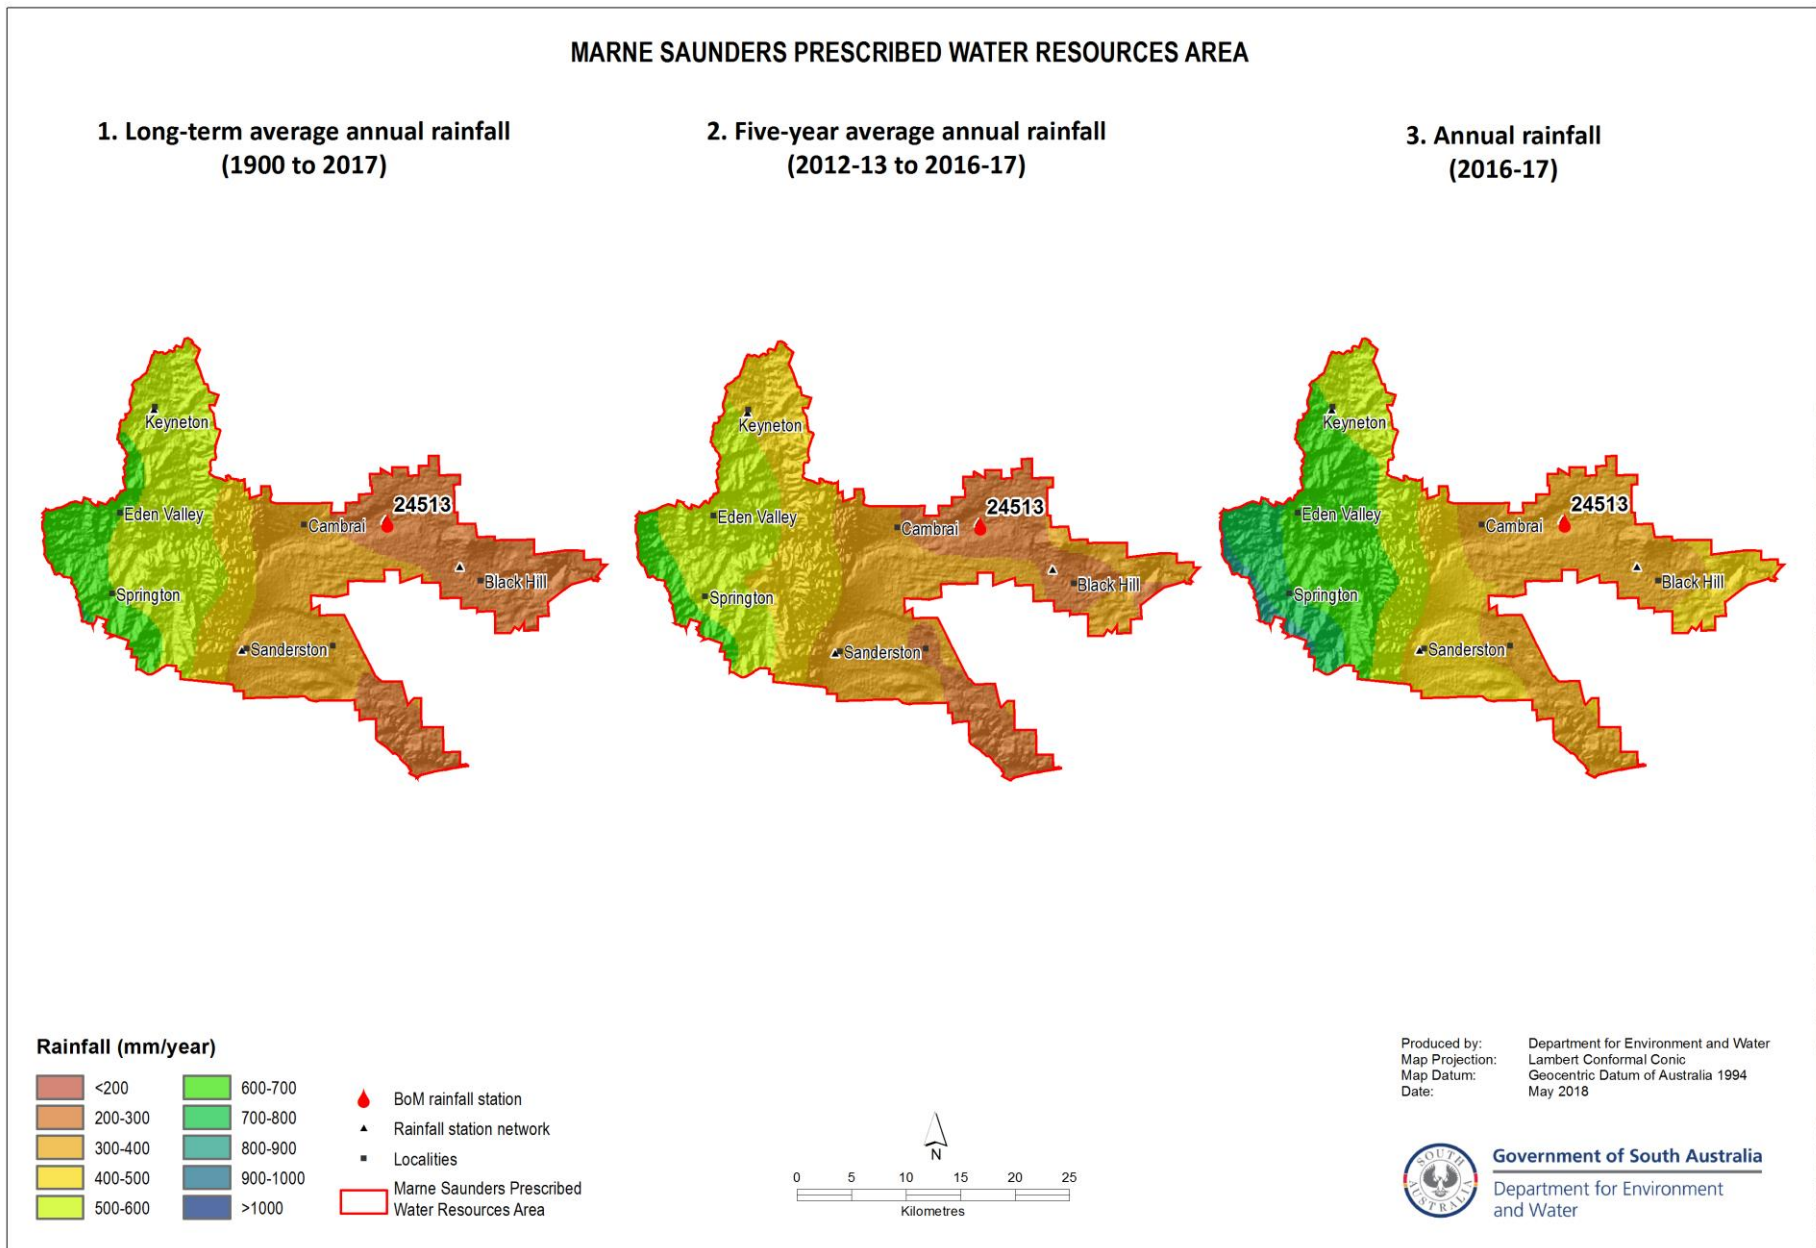 MARNE SAUNDERS PRESCRIBED WATER RESOURCES AREA
1. Long-term average annual rainfall
(1900 to 2017)
2. Five-year average annual rainfall
(2012-13 to 2016-17)
3. Annual rainfall
(2016-17)
Keyneton
24513
Eden Valley
Cambrai
Black Hill
Springton
Sanderston
Keyneton
24513
Eden Valley
Cambrai
Black Hill
Springton
Sanderston
Keyneton
24513
Eden Valley
Cambrai
Black Hill
Springton
Sanderston
Rainfall (mm/year)
<200
200-300
300-400
400-500
500-600
600-700
700-800
800-900
900-1000
>1000
BoM rainfall station
Rainfall station network
Localities
Marne Saunders Prescribed
Water Resources Area
N
0 5 10 15 20 25
Kilometres
Produced by: Department for Environment and Water
Map Projection: Lambert Conformal Conic
Map Datum: Geocentric Datum of Australia 1994
Date: May 2018
SOUTH AUSTRALIA
Government of South Australia
Department for Environment
and Water